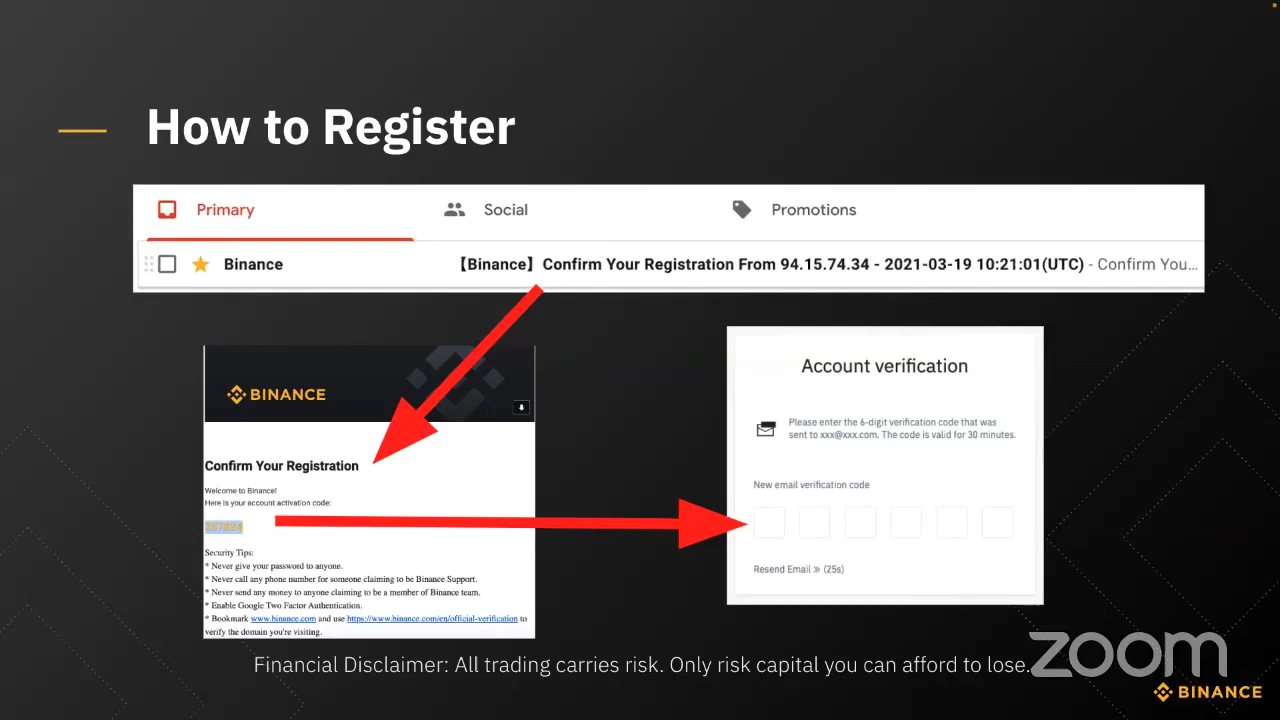 How to Register
Primary
Social
Promotions
Binance
【Binance】Confirm Your Registration From 94.15.74.34 - 2021-03-19 10:21:01(UTC) - Confirm You...
BINANCE
Confirm Your Registration
Welcome to Binance!
Here is your account activation code:
Security Tips:
* Never give your password to anyone.
* Never call any phone number for someone claiming to be Binance Support.
* Never send any money to anyone claiming to be a member of Binance team.
* Enable Google Two Factor Authentication.
* Bookmark www.binance.com and use https://www.binance.com/en/official-verification to
verify the domain you're visiting.
Account verification
Please enter the 6-digit verification code that was
sent to xxx@xxx.com. The code is valid for 30 minutes.
New email verification code
Resend Email » (25s)
Financial Disclaimer: All trading carries risk. Only risk capital you can afford to lose.
zoom
BINANCE